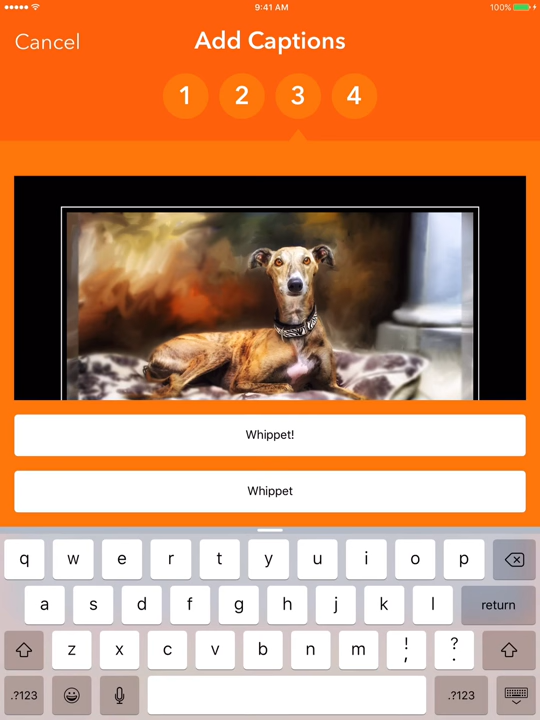 9:41 AM
100%
Cancel
Add Captions
1 2 3 4
Whippet!
Whippet
q w e r t y u i o p
a s d f g h j k l return
z x c v b n m ! , ? .
.?123 .?123